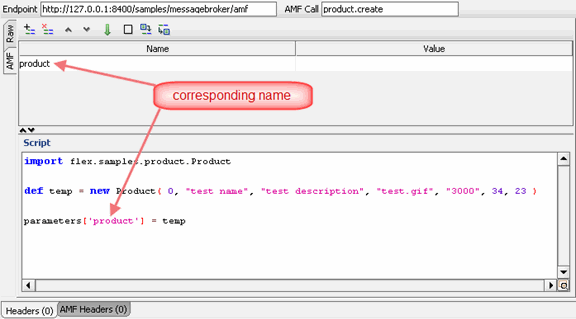 Endpoint http://127.0.0.1:8400/samples/messagebroker/amf AMF Call product.create
Raw
AMF
Name Value
product
corresponding name
Script
import flex.samples.product.Product
def temp = new Product( 0, "test name", "test description", "test.gif", "3000", 34, 23 )
parameters['product'] = temp
Headers (0) AMF Headers (0)